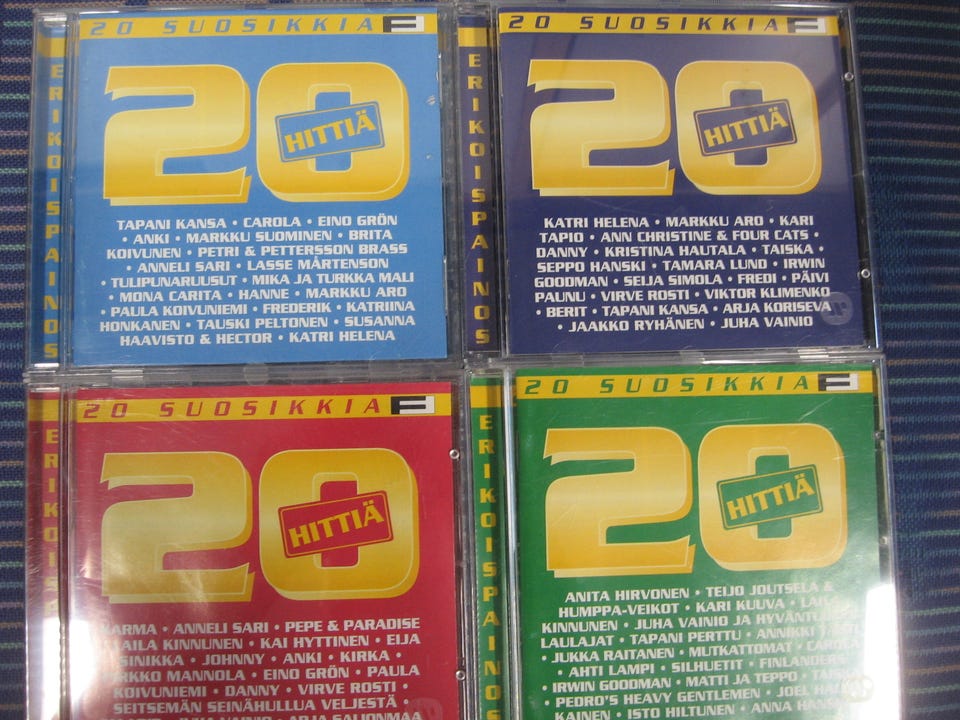 20 SUOSIKKIA
ERIKOISPAINOS
20
HITTIÄ
TAPANI KANSA • CAROLA • EINO GRÖN
• ANKI • MARKKU SUOMINEN • BRITA
KOIVUNEN • PETRI & PETTERSSON BRASS
• ANNELI SARI • LASSE MÅRTENSON
• TULIPUNARUUSUT • MIKA JA TURKKA MALI
• MONA CARITA • HANNE • MARKKU ARO
• PAULA KOIVUNIEMI • FREDERIK • KATRIINA
HONKANEN • TAUSKI PELTONEN • SUSANNA
HAAVISTO & HECTOR • KATRI HELENA
20 SUOSIKKIA
ERIKOISPAINOS
20
HITTIÄ
KATRI HELENA • MARKKU ARO • KARI
TAPIO • ANN CHRISTINE & FOUR CATS •
DANNY • KRISTINA HAUTALA • TAISKA •
SEPPO HANSKI • TAMARA LUND • IRWIN
GOODMAN • SEIJA SIMOLA • FREDI • PÄIVI
PAUNU • VIRVE ROSTI • VIKTOR KLIMENKO
• BERIT • TAPANI KANSA • ARJA KORISEVA
• JAAKKO RYHÄNEN • JUHA VAINIO
20 SUOSIKKIA
20
HITTIÄ
KARMA • ANNELI SARI • PEPE & PARADISE
LAILA KINNUNEN • KAI HYTTINEN • EIJA
SINIKKA • JOHNNY • ANKI • KIRKA •
MANNOLA • EINO GRÖN • PAULA
KOIVUNIEMI • DANNY • VIRVE ROSTI •
SEITSEMÄN SEINÄHULLUA VELJESTÄ •
VAINIO • ARJA SAIJONMAA
20 SUOSIKKIA
ERIKOISPAINOS
20
HITTIÄ
ANITA HIRVONEN • TEIJO JOUTSELA &
HUMPPA-VEIKOT • KARI KUUVA •
KINNUNEN • JUHA VAINIO JA
LAULAJAT • TAPANI PERTTU • ANNIKKI
• JUKKA RAITANEN • MUTKATTOMAT • CAROLA
• AHTI LAMPI • SILHUETIT • FINLANDERS
• IRWIN GOODMAN • MATTI JA TEPPO •
• PEDRO'S HEAVY GENTLEMEN • JOEL
KAINEN • ISTO HILTUNEN • ANNA